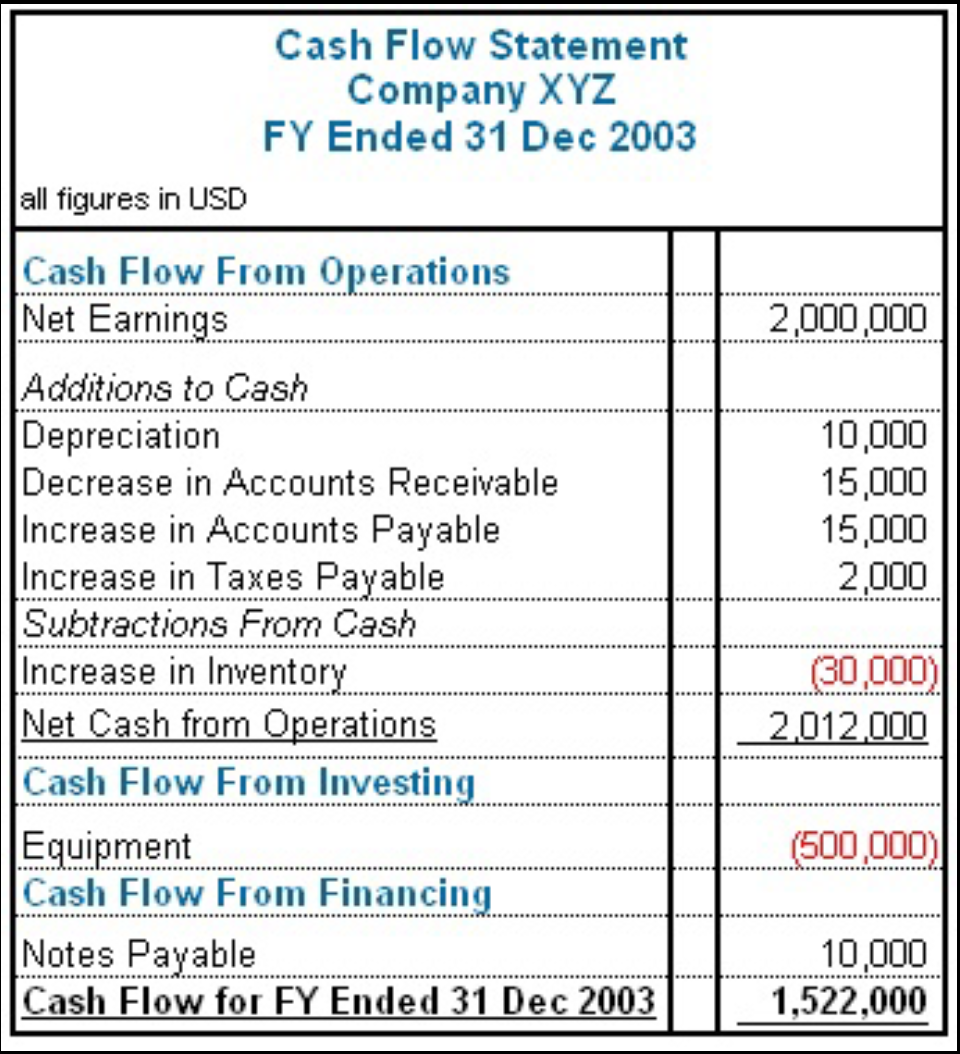 Cash Flow Statement
Company XYZ
FY Ended 31 Dec 2003
all figures in USD
Cash Flow From Operations
Net Earnings 2,000,000
Additions to Cash
Depreciation 10,000
Decrease in Accounts Receivable 15,000
Increase in Accounts Payable 15,000
Increase in Taxes Payable 2,000
Subtractions From Cash
Increase in Inventory (30,000)
Net Cash from Operations 2,012,000
Cash Flow From Investing
Equipment (500,000)
Cash Flow From Financing
Notes Payable 10,000
Cash Flow for FY Ended 31 Dec 2003 1,522,000